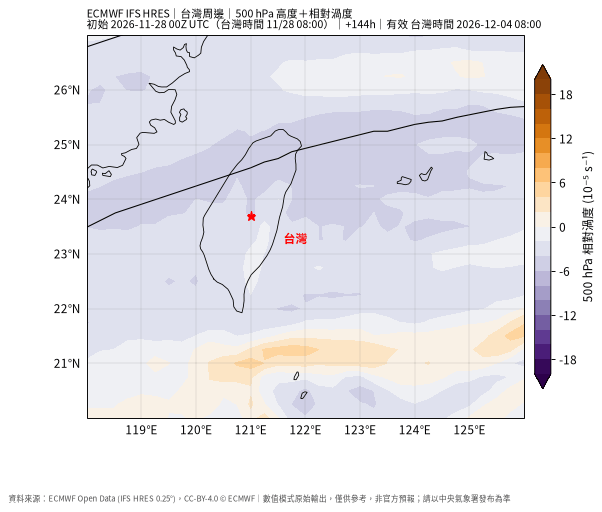 ECMWF IFS HRES｜台灣周邊｜500 hPa 高度＋相對渦度
初始 2026-11-28 00Z UTC（台灣時間 11/28 08:00）｜+144h｜有效 台灣時間 2026-12-04 08:00
26°N
25°N
24°N
23°N
22°N
21°N
119°E
120°E
121°E
122°E
123°E
124°E
125°E
台灣
18
12
6
0
-6
-12
-18
500 hPa 相對渦度 (10⁻⁵ s⁻¹)
資料來源：ECMWF Open Data (IFS HRES 0.25°)，CC-BY-4.0 © ECMWF｜數值模式原始輸出，僅供參考，非官方預報；請以中央氣象署發布為準